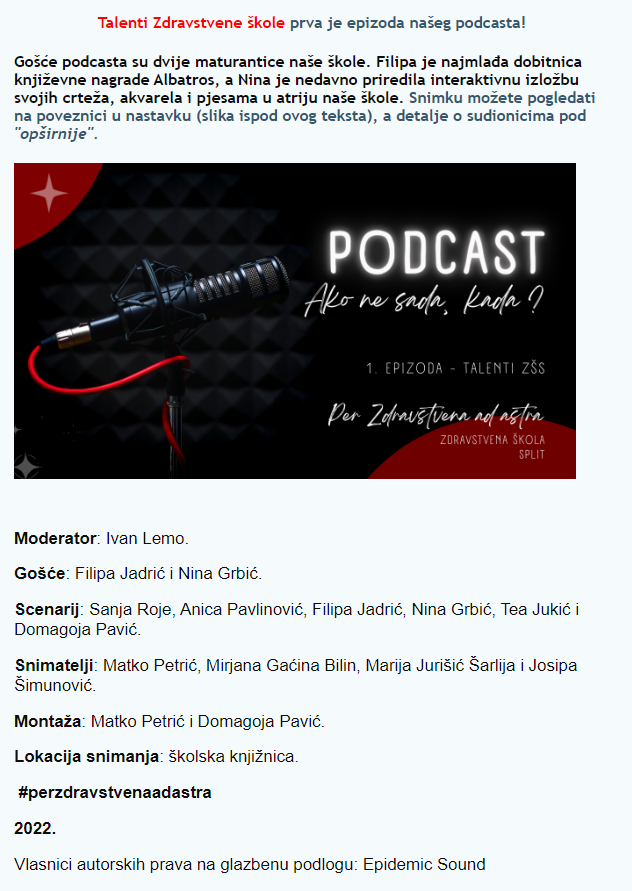 Talenti Zdravstvene škole prva je epizoda našeg podcasta!
Gošće podcasta su dvije maturantice naše škole. Filipa je najmlađa dobitnica
književne nagrade Albatros, a Nina je nedavno priredila interaktivnu izložbu
svojih crteža, akvarela i pjesama u atriju naše škole. Snimku možete pogledati
na poveznici u nastavku (slika ispod ovog teksta), a detalje o sudionicima pod
"opširnije".
PODCAST
Ako ne sada, kada ?
1. EPIZODA - TALENTI ZŠS
Per Zdravstvena ad astra
ZDRAVSTVENA ŠKOLA
SPLIT
Moderator: Ivan Lemo.
Gošće: Filipa Jadrić i Nina Grbić.
Scenarij: Sanja Roje, Anica Pavlinović, Filipa Jadrić, Nina Grbić, Tea Jukić i
Domagoja Pavić.
Snimatelji: Matko Petrić, Mirjana Gaćina Bilin, Marija Jurišić Šarlija i Josipa
Šimunović.
Montaža: Matko Petrić i Domagoja Pavić.
Lokacija snimanja: školska knjižnica.
#perzdravstvenaadastra
2022.
Vlasnici autorskih prava na glazbenu podlogu: Epidemic Sound